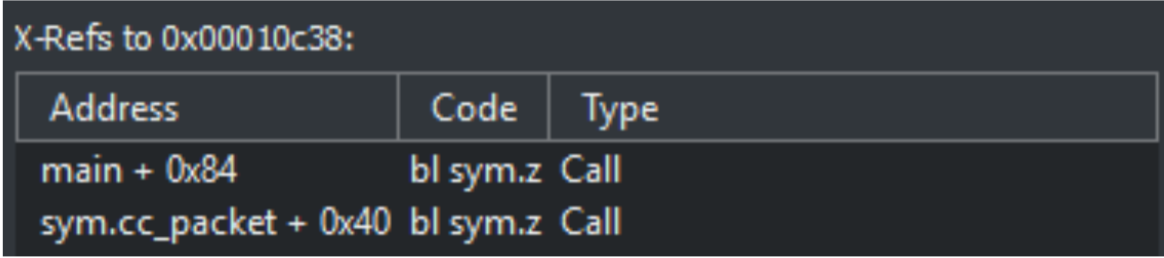 X-Refs to 0x00010c38:
Address Code Type
main + 0x84 bl sym.z Call
sym.cc_packet + 0x40 bl sym.z Call